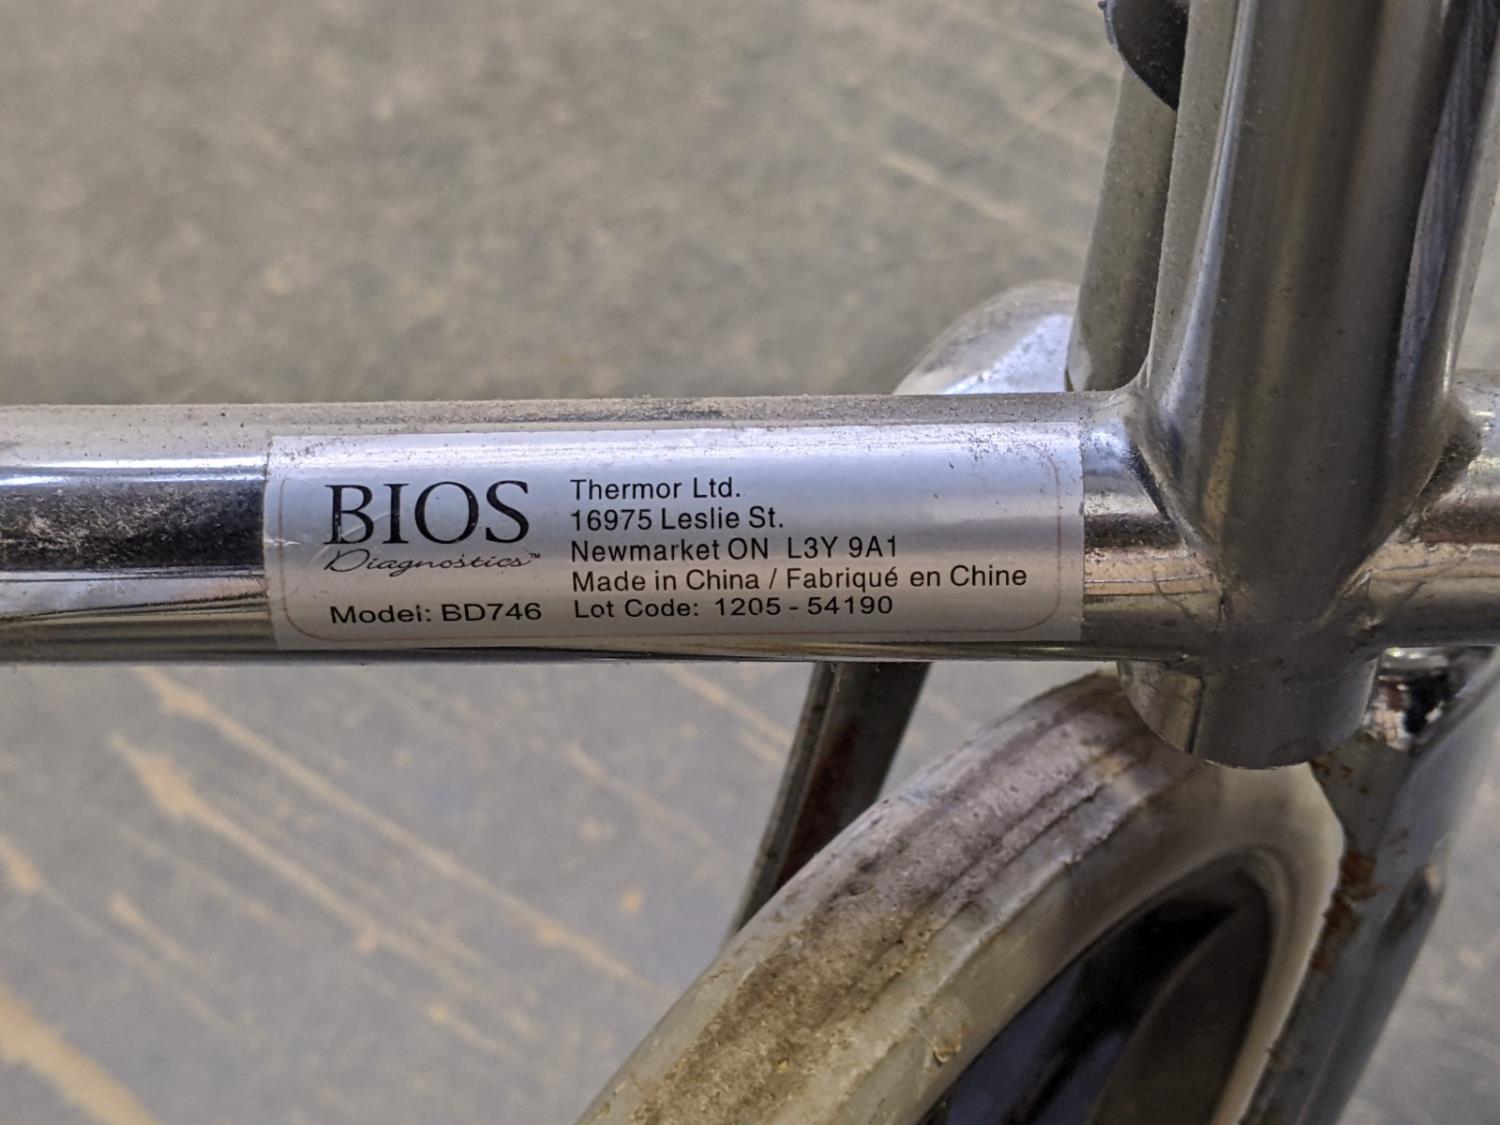 BIOS
Diagnostics™
Model: BD746
Thermor Ltd.
16975 Leslie St.
Newmarket ON L3Y 9A1
Made in China / Fabriqué en Chine
Lot Code: 1205 - 54190